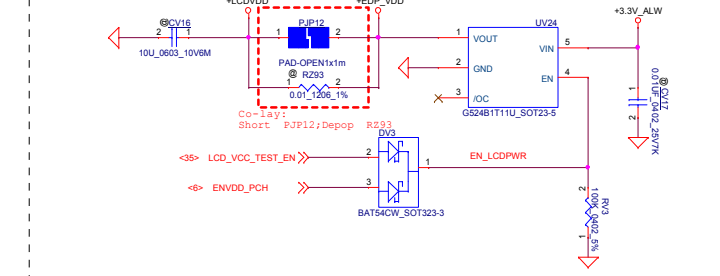 +LCDVDD
+EDP_VDD
+3.3V_ALW
@CV16
2
1
10U_0603_10V6M
PJP12
1
2
PAD-OPEN1x1m
@ RZ93
1
2
0.01_1206_1%
Co-lay:
Short PJP12;Depop RZ93
UV24
1
VOUT
VIN
5
2
GND
EN
4
3
/OC
G524B1T11U_SOT23-5
@CV17
0.01UF_0402_25V7K
1
2
DV3
<35> LCD_VCC_TEST_EN
2
1
EN_LCDPWR
<6> ENVDD_PCH
3
BAT54CW_SOT323-3
RV3
100K_0402_5%
2
1